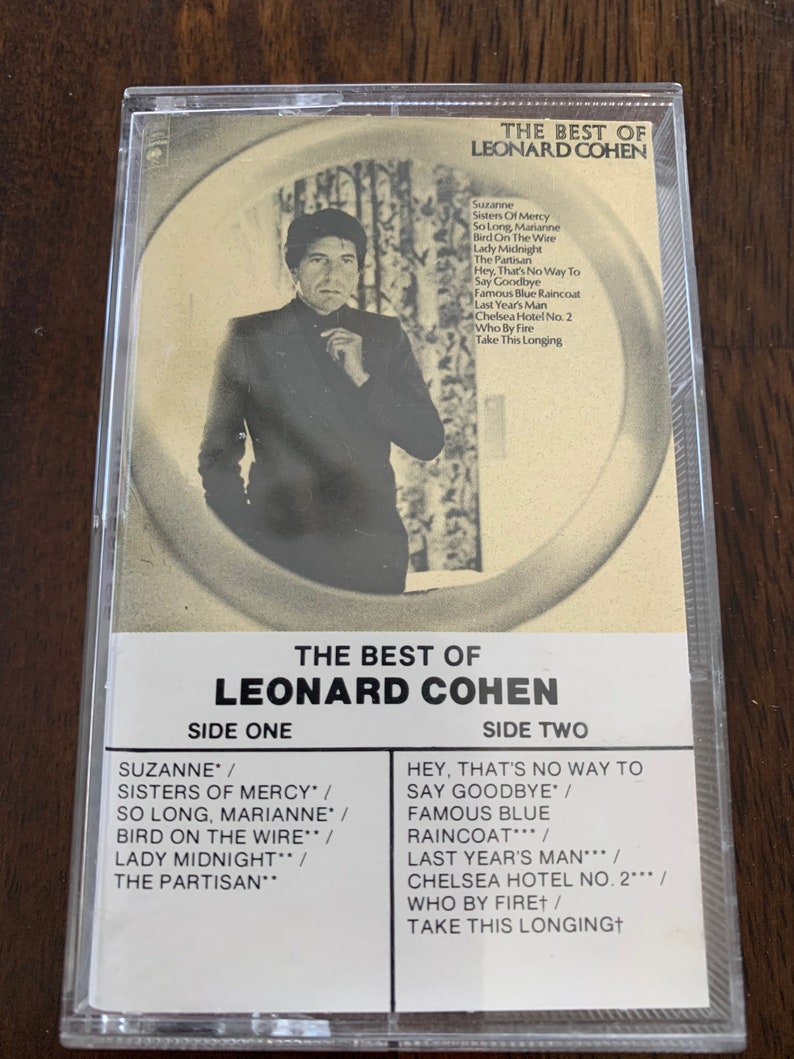 THE BEST OF
LEONARD COHEN
Suzanne
Sisters Of Mercy
So Long, Marianne
Bird On The Wire
Lady Midnight
The Partisan
Hey, That's No Way To
Say Goodbye
Famous Blue Raincoat
Last Year's Man
Chelsea Hotel No. 2
Who By Fire
Take This Longing
THE BEST OF
LEONARD COHEN
SIDE ONE
SUZANNE* /
SISTERS OF MERCY* /
SO LONG, MARIANNE* /
BIRD ON THE WIRE** /
LADY MIDNIGHT** /
THE PARTISAN**
SIDE TWO
HEY, THAT'S NO WAY TO
SAY GOODBYE* /
FAMOUS BLUE
RAINCOAT*** /
LAST YEAR'S MAN*** /
CHELSEA HOTEL NO. 2*** /
WHO BY FIRE† /
TAKE THIS LONGING†